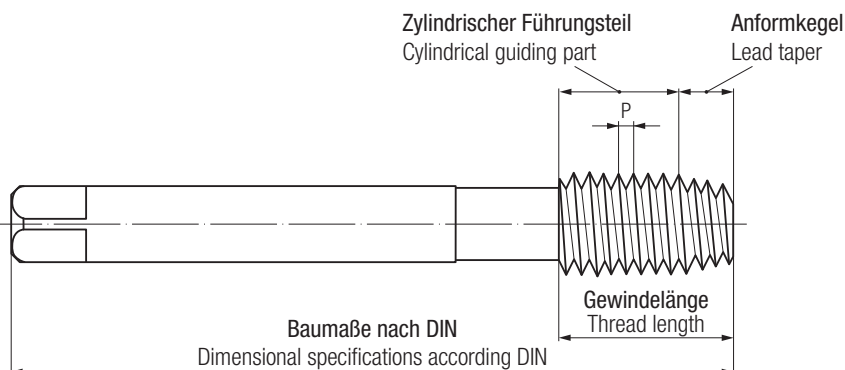 Zylindrischer Führungsteil
Cylindrical guiding part
Anformkegel
Lead taper
P
Gewindelänge
Thread length
Baumaße nach DIN
Dimensional specifications according DIN